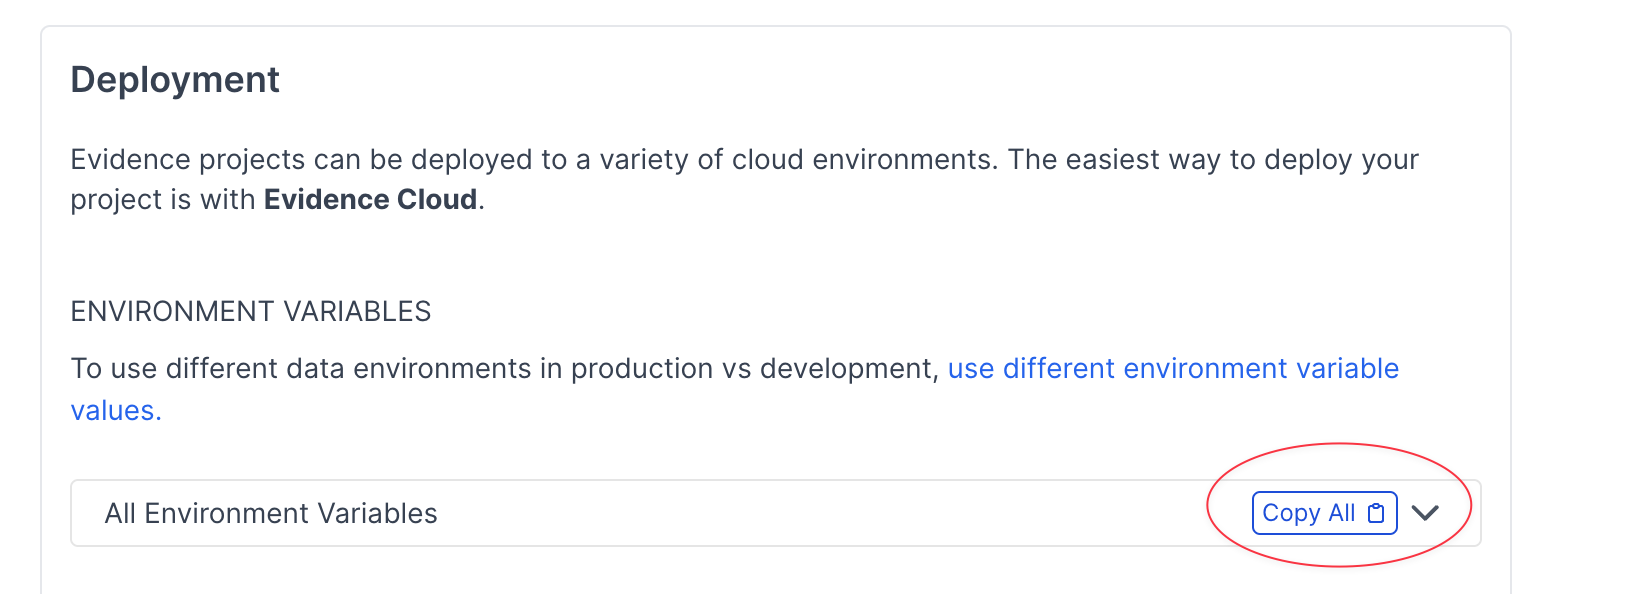 Deployment
Evidence projects can be deployed to a variety of cloud environments. The easiest way to deploy your
project is with Evidence Cloud.
ENVIRONMENT VARIABLES
To use different data environments in production vs development, use different environment variable
values.
All Environment Variables Copy All